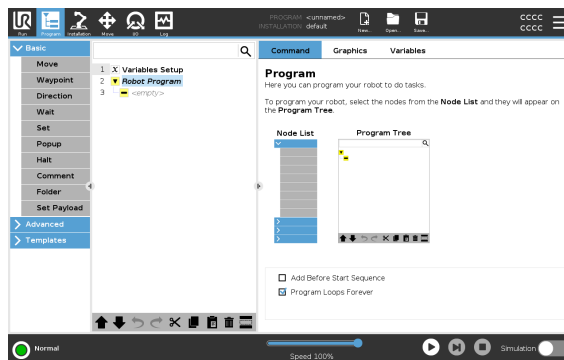 PROGRAM <unnamed>
INSTALLATION default
CCCC
CCCC
UR
Run
Program
Installation
Move
I/O
Log
New...
Open...
Save...
Basic
Move
Waypoint
Direction
Wait
Set
Popup
Halt
Comment
Folder
Set Payload
Advanced
Templates
1 X Variables Setup
2 Robot Program
3 <empty>
Command
Graphics
Variables
Program
Here you can program your robot to do tasks.
To program your robot, select the nodes from the Node List and they will appear on
the Program Tree.
Node List
Program Tree
Add Before Start Sequence
Program Loops Forever
Normal
Speed 100%
Simulation